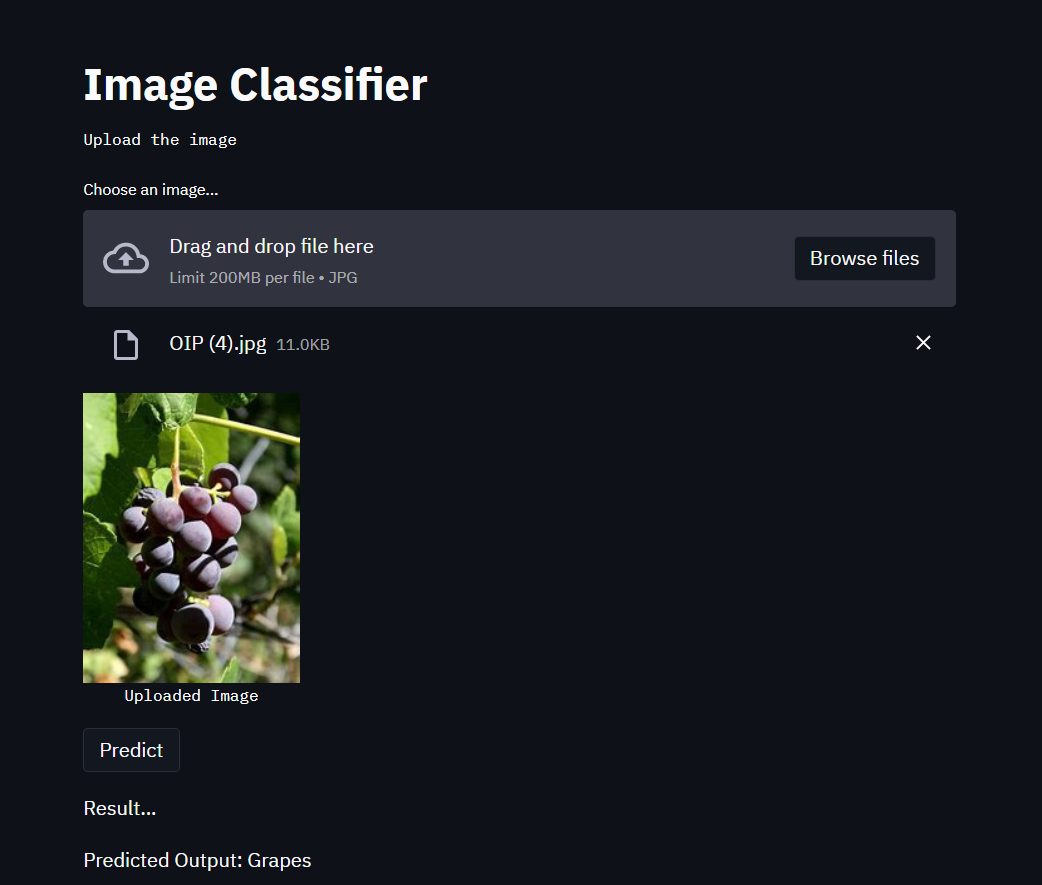 Image Classifier
Upload the image
Choose an image...
Drag and drop file here
Limit 200MB per file • JPG
Browse files
OIP (4).jpg 11.0KB
Uploaded Image
Predict
Result...
Predicted Output: Grapes